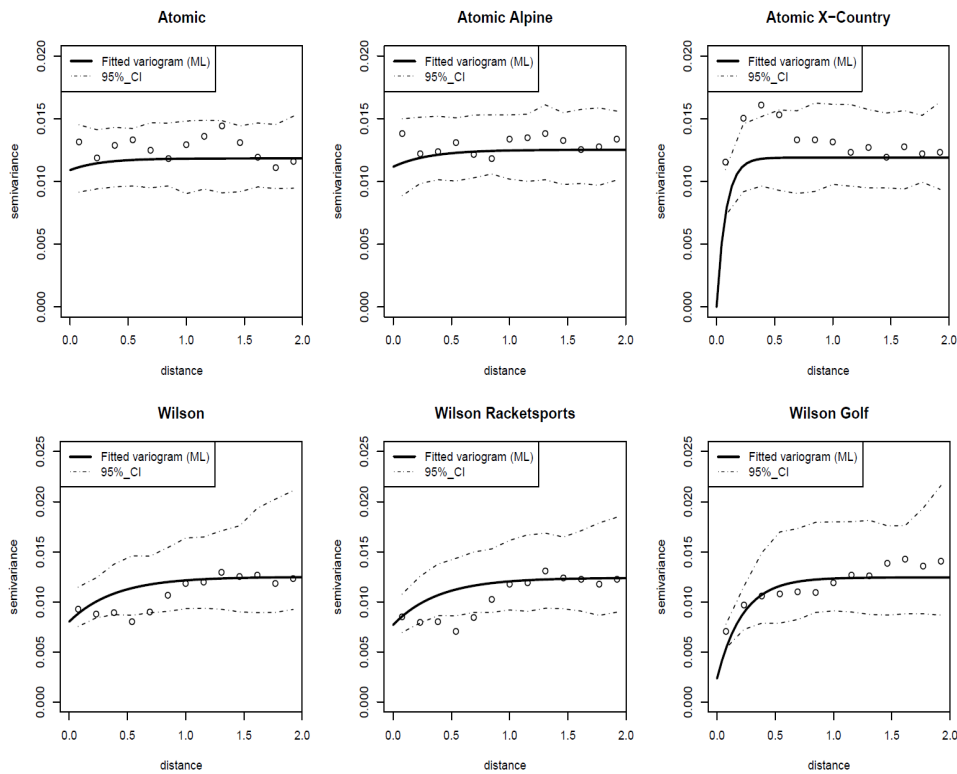 Atomic
Atomic Alpine
Atomic X−Country
Fitted variogram (ML)
95%_CI
semivariance
0.000
0.005
0.010
0.015
0.020
0.0
0.5
1.0
1.5
2.0
distance
Fitted variogram (ML)
95%_CI
semivariance
0.000
0.005
0.010
0.015
0.020
0.0
0.5
1.0
1.5
2.0
distance
Fitted variogram (ML)
95%_CI
semivariance
0.000
0.005
0.010
0.015
0.020
0.0
0.5
1.0
1.5
2.0
distance
Wilson
Wilson Racketsports
Wilson Golf
Fitted variogram (ML)
95%_CI
semivariance
0.000
0.005
0.010
0.015
0.020
0.025
0.0
0.5
1.0
1.5
2.0
distance
Fitted variogram (ML)
95%_CI
semivariance
0.000
0.005
0.010
0.015
0.020
0.025
0.0
0.5
1.0
1.5
2.0
distance
Fitted variogram (ML)
95%_CI
semivariance
0.000
0.005
0.010
0.015
0.020
0.025
0.0
0.5
1.0
1.5
2.0
distance